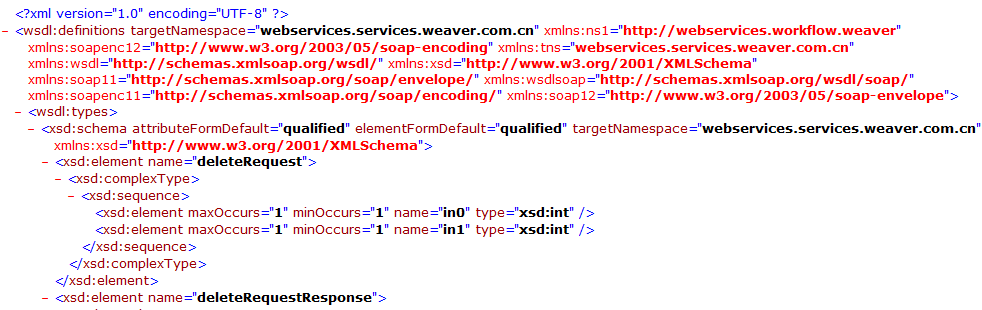 <?xml version="1.0" encoding="UTF-8" ?>
- <wsdl:definitions targetNamespace="webservices.services.weaver.com.cn" xmlns:ns1="http://webservices.workflow.weaver"
xmlns:soapenc12="http://www.w3.org/2003/05/soap-encoding" xmlns:tns="webservices.services.weaver.com.cn"
xmlns:wsdl="http://schemas.xmlsoap.org/wsdl/" xmlns:xsd="http://www.w3.org/2001/XMLSchema"
xmlns:soap11="http://schemas.xmlsoap.org/soap/envelope/" xmlns:wsdlsoap="http://schemas.xmlsoap.org/wsdl/soap/"
xmlns:soapenc11="http://schemas.xmlsoap.org/soap/encoding/" xmlns:soap12="http://www.w3.org/2003/05/soap-envelope">
- <wsdl:types>
- <xsd:schema attributeFormDefault="qualified" elementFormDefault="qualified" targetNamespace="webservices.services.weaver.com.cn"
xmlns:xsd="http://www.w3.org/2001/XMLSchema">
- <xsd:element name="deleteRequest">
- <xsd:complexType>
- <xsd:sequence>
<xsd:element maxOccurs="1" minOccurs="1" name="in0" type="xsd:int" />
<xsd:element maxOccurs="1" minOccurs="1" name="in1" type="xsd:int" />
</xsd:sequence>
</xsd:complexType>
</xsd:element>
- <xsd:element name="deleteRequestResponse">